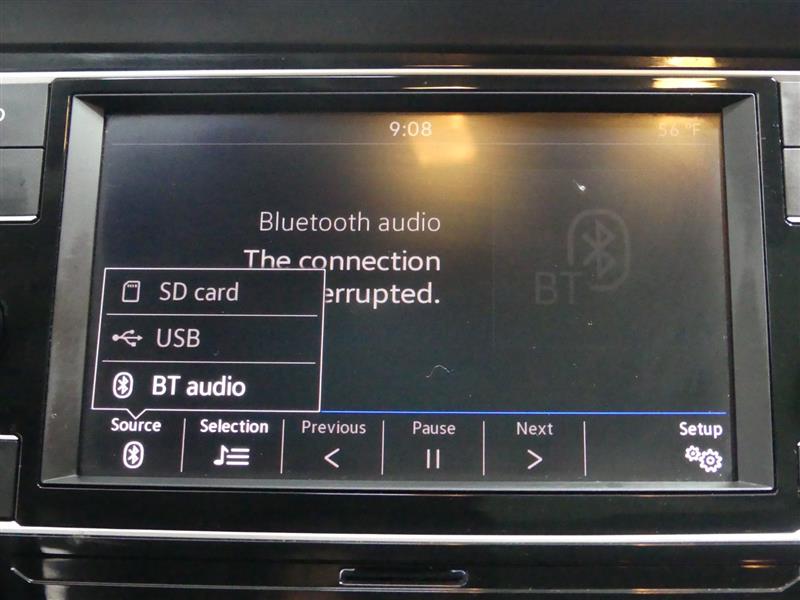 9:08
56 °F
Bluetooth audio
The connection
errupted.
BT
SD card
USB
BT audio
Source
Selection
Previous
Pause
Next
Setup